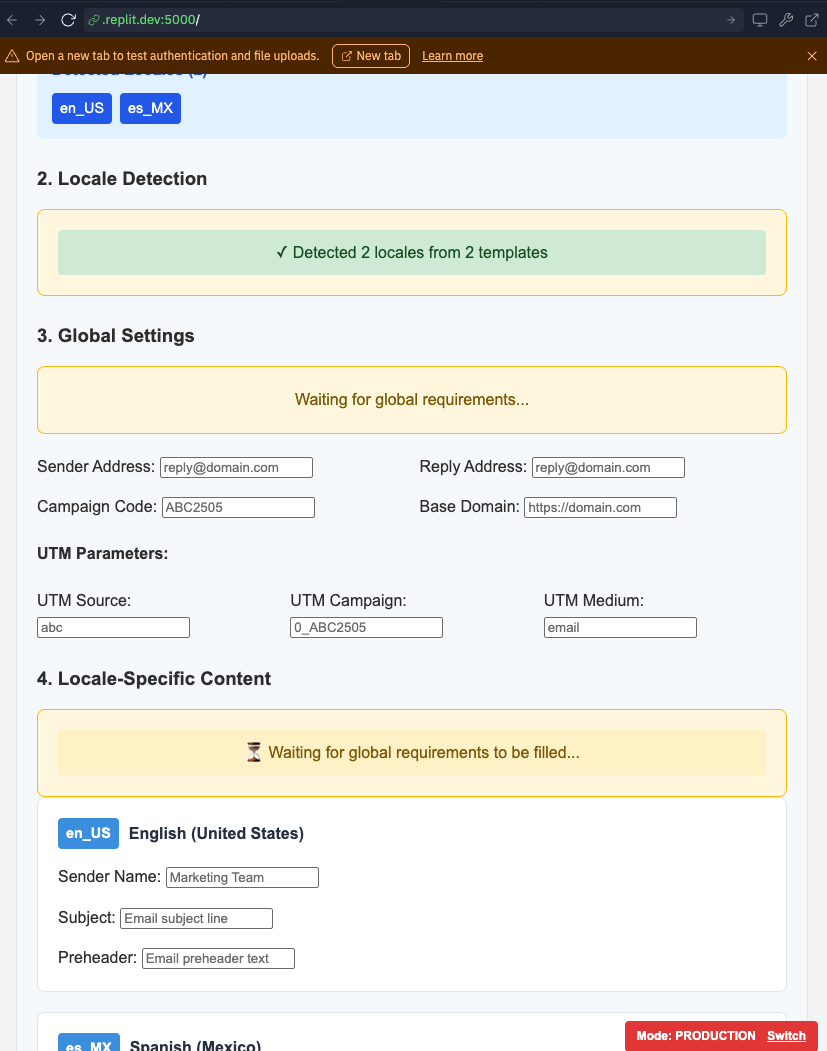 .replit.dev:5000/
Open a new tab to test authentication and file uploads. New tab Learn more
en_US es_MX
2. Locale Detection
✓ Detected 2 locales from 2 templates
3. Global Settings
Waiting for global requirements...
Sender Address: reply@domain.com Reply Address: reply@domain.com
Campaign Code: ABC2505 Base Domain: https://domain.com
UTM Parameters:
UTM Source: UTM Campaign: UTM Medium:
abc 0_ABC2505 email
4. Locale-Specific Content
⏳ Waiting for global requirements to be filled...
en_US English (United States)
Sender Name: Marketing Team
Subject: Email subject line
Preheader: Email preheader text
es_MX Spanish (Mexico)
Mode: PRODUCTION Switch